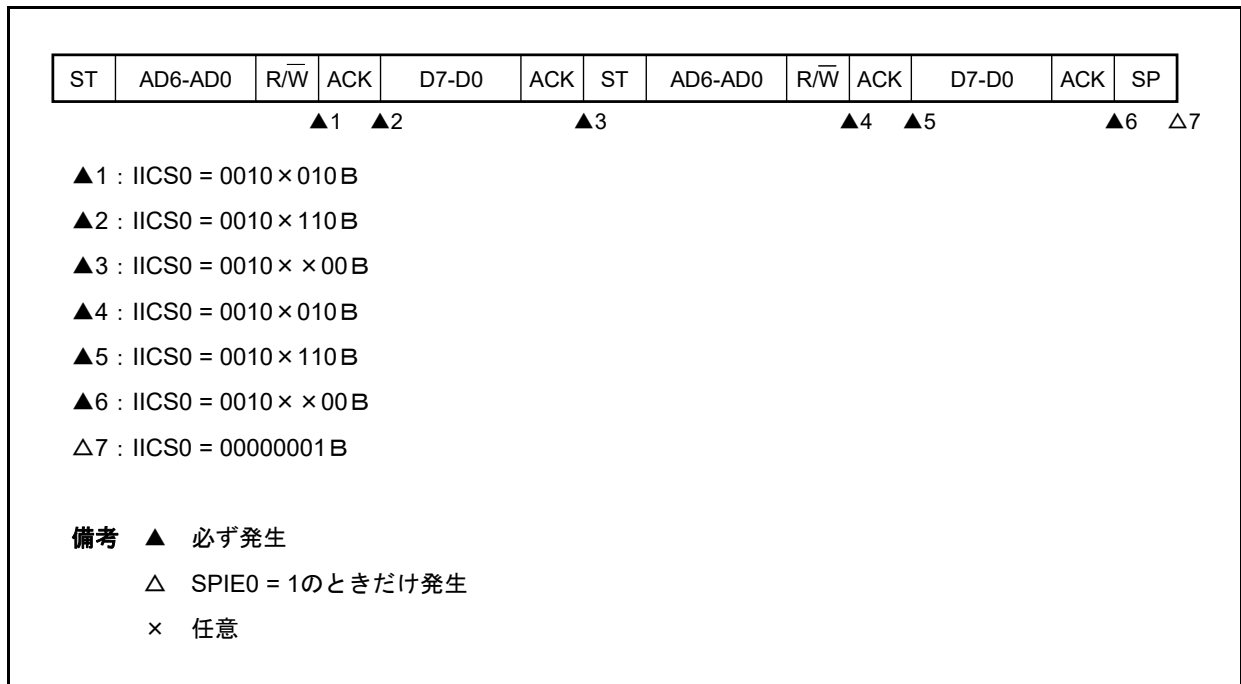 ST AD6-AD0 R/W̅ ACK D7-D0 ACK ST AD6-AD0 R/W̅ ACK D7-D0 ACK SP
▲1 ▲2 ▲3 ▲4 ▲5 ▲6 △7
▲1 : IICS0 = 0010×010B
▲2 : IICS0 = 0010×110B
▲3 : IICS0 = 0010××00B
▲4 : IICS0 = 0010×010B
▲5 : IICS0 = 0010×110B
▲6 : IICS0 = 0010××00B
△7 : IICS0 = 00000001B
備考 ▲ 必ず発生
△ SPIE0 = 1のときだけ発生
× 任意